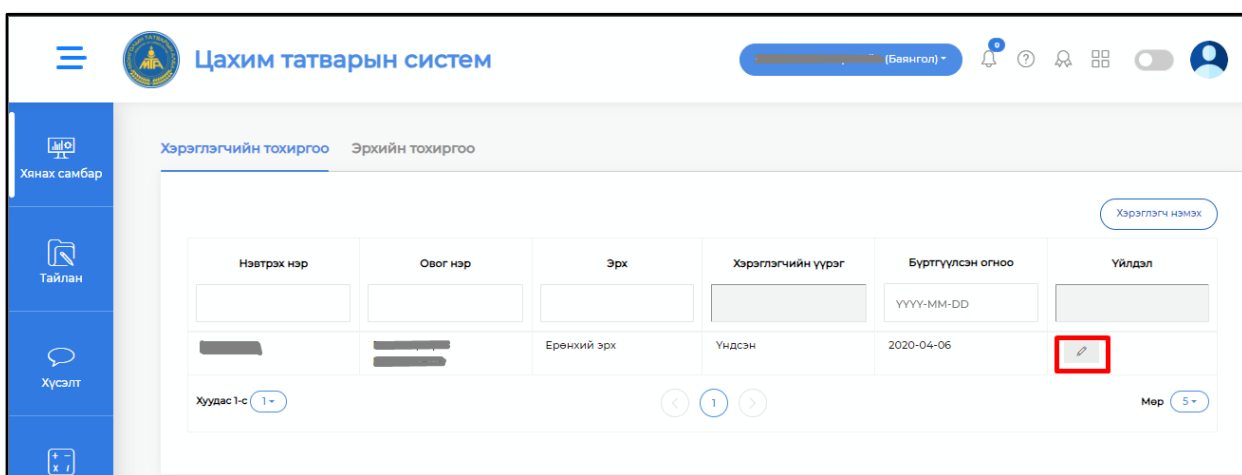 Цахим татварын систем
(Баянгол)
Хянах самбар
Тайлан
Хүсэлт
Хэрэглэгчийн тохиргоо Эрхийн тохиргоо
Хэрэглэгч нэмэх
Нэвтрэх нэр Овог нэр Эрх Хэрэглэгчийн үүрэг Бүртгүүлсэн огноо Үйлдэл
YYYY-MM-DD
Ерөнхий эрх Үндсэн 2020-04-06
Хуудас 1-с 1 1 Мөр 5